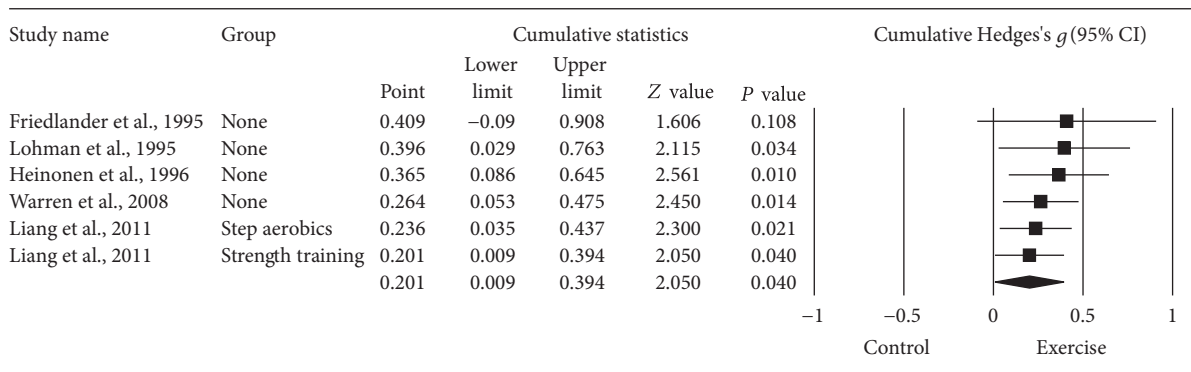 Study name Group Cumulative statistics Cumulative Hedges's g (95% CI)
Lower Upper
Point limit limit Z value P value
Friedlander et al., 1995 None 0.409 −0.09 0.908 1.606 0.108
Lohman et al., 1995 None 0.396 0.029 0.763 2.115 0.034
Heinonen et al., 1996 None 0.365 0.086 0.645 2.561 0.010
Warren et al., 2008 None 0.264 0.053 0.475 2.450 0.014
Liang et al., 2011 Step aerobics 0.236 0.035 0.437 2.300 0.021
Liang et al., 2011 Strength training 0.201 0.009 0.394 2.050 0.040
0.201 0.009 0.394 2.050 0.040
−1 −0.5 0 0.5 1
Control Exercise